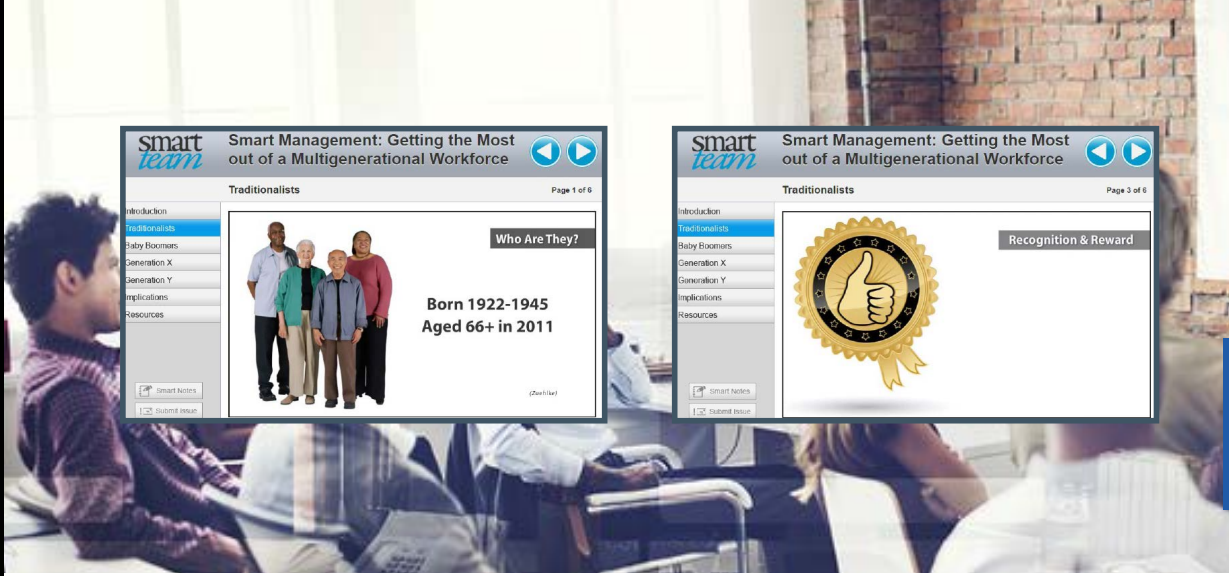 smart
team
Smart Management: Getting the Most
out of a Multigenerational Workforce
Traditionalists
Page 1 of 6
Introduction
Traditionalists
Baby Boomers
Generation X
Generation Y
Implications
Resources
Smart Notes
Submit Issue
Who Are They?
Born 1922-1945
Aged 66+ in 2011
smart
team
Smart Management: Getting the Most
out of a Multigenerational Workforce
Traditionalists
Page 3 of 6
Introduction
Traditionalists
Baby Boomers
Generation X
Generation Y
Implications
Resources
Smart Notes
Submit Issue
Recognition & Reward